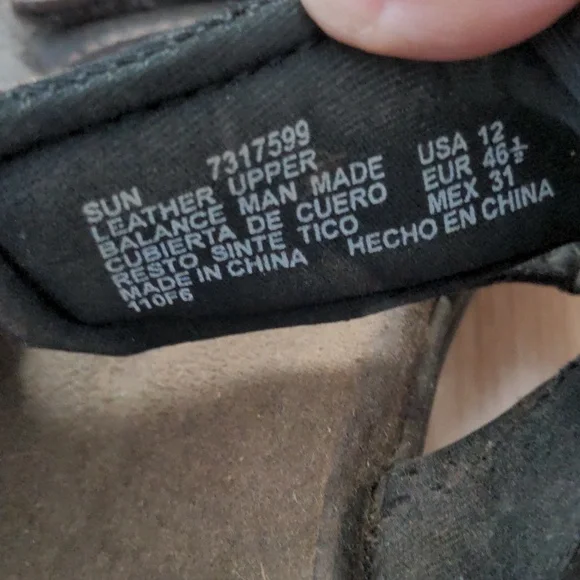 SUN 7317599
LEATHER UPPER
BALANCE MAN MADE
CUBIERTA DE CUERO
RESTO SINTE TICO
MADE IN CHINA
110F6
USA 12
EUR 46½
MEX 31
HECHO EN CHINA